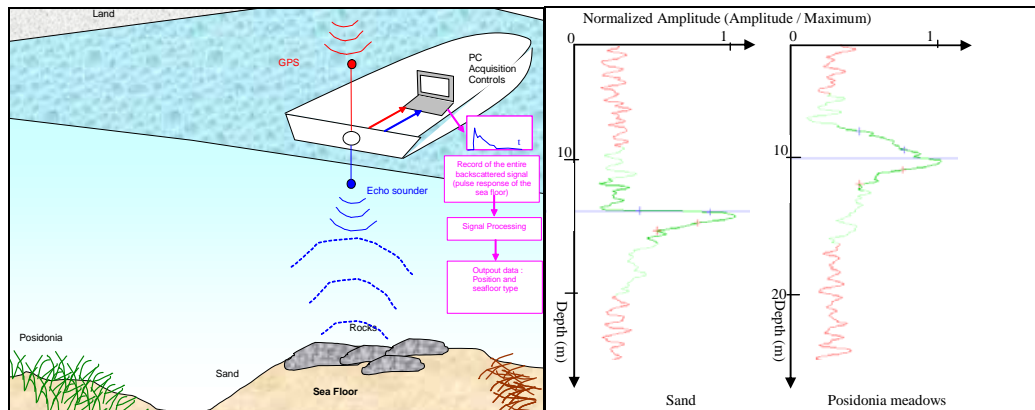 Land
GPS
PC
Acquisition
Controls
t
Record of the entire
backscattered signal
(pulse response of the
sea floor)
Echo sounder
Signal Processing
Outpout data :
Position and
seafloor type
Rocks
Posidonia
Sand
Sea Floor
Normalized Amplitude (Amplitude / Maximum)
0
1
10
Depth (m)
Sand
0
1
10
20
Depth (m)
Posidonia meadows